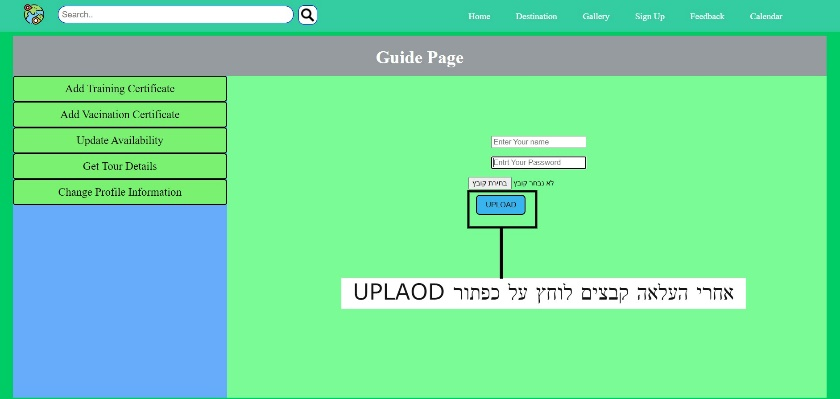 Search..
Home Destination Gallery Sign Up Feedback Calendar
Guide Page
Add Training Certificate
Add Vacination Certificate
Update Availability
Get Tour Details
Change Profile Information
Enter Your name
Entrt Your Password
בחירת קובץ לא נבחר קובץ
UPLOAD
אחרי העלאה קבצים לוחץ על כפתור UPLAOD